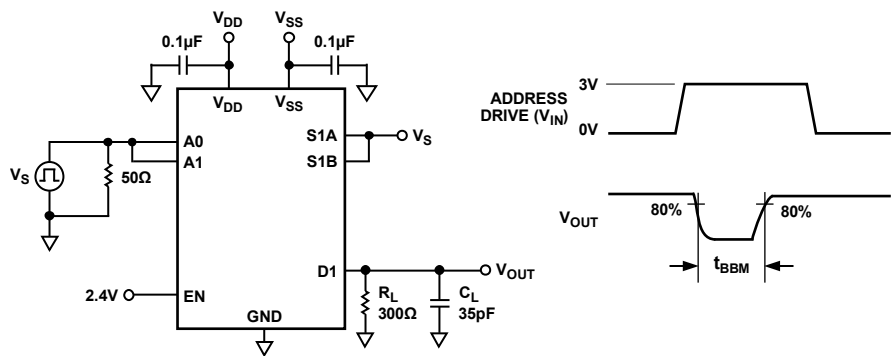 VDD
VSS
0.1µF
0.1µF
VDD
VSS
A0
A1
S1A
S1B
VS
VS
50Ω
2.4V
EN
D1
VOUT
RL
300Ω
CL
35pF
GND
ADDRESS
DRIVE (VIN)
3V
0V
VOUT
80%
80%
tBBM